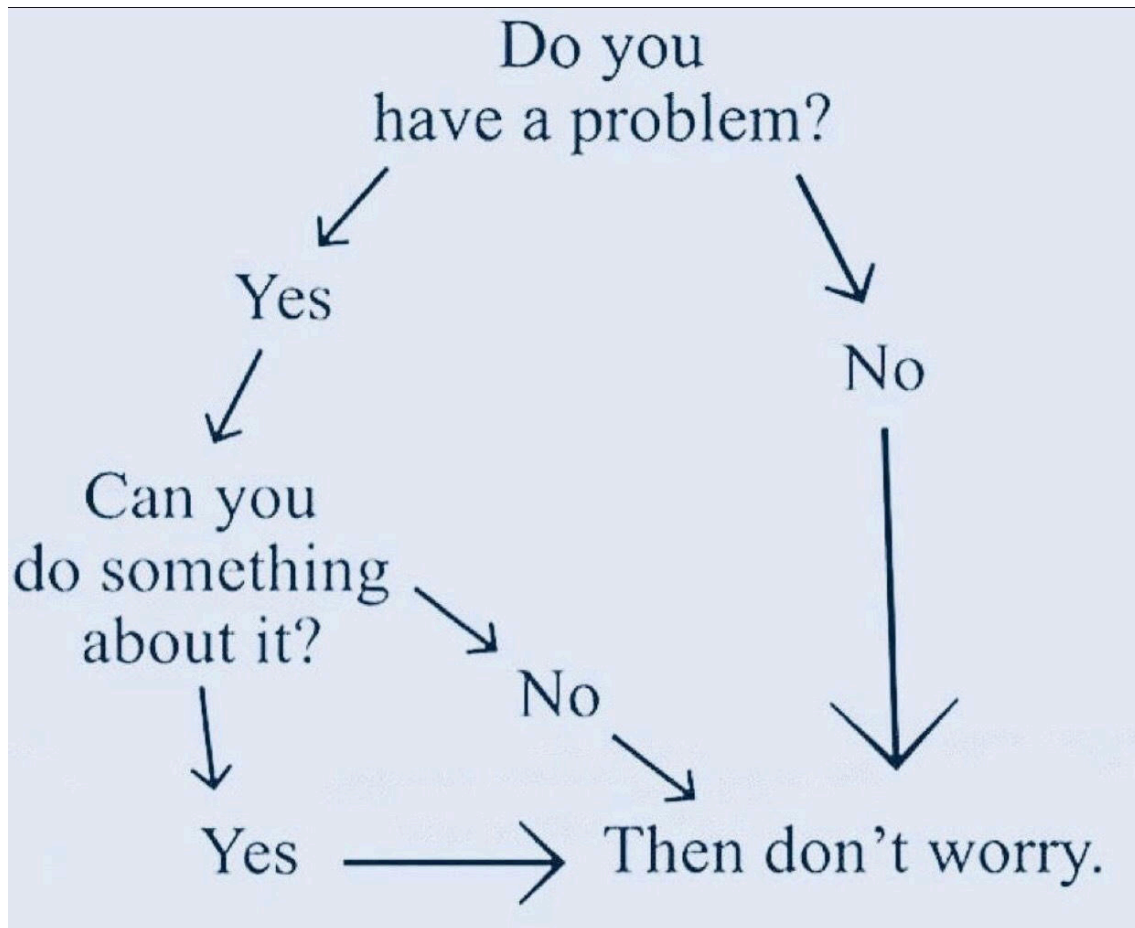 Do you
have a problem?
Yes
No
Can you
do something
about it?
No
Yes
Then don’t worry.